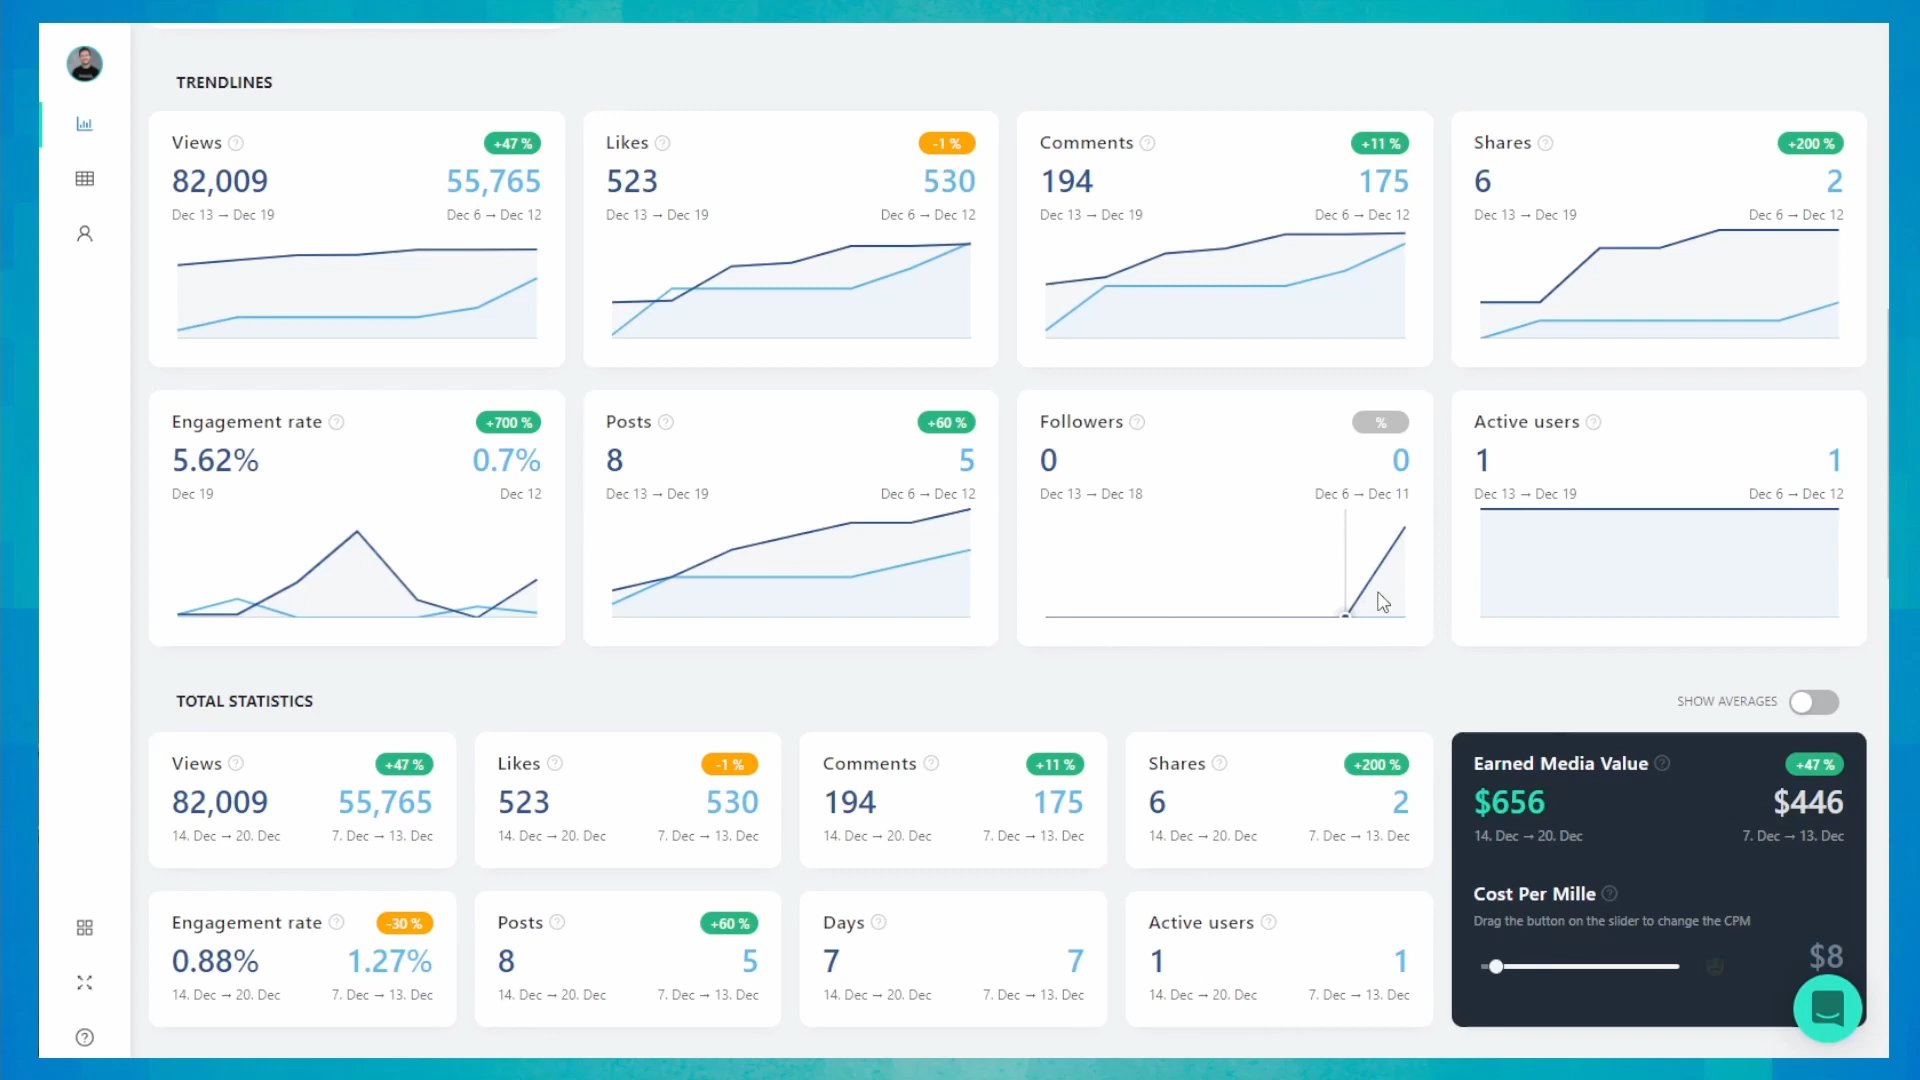 TRENDLINES
Views +47 %
82,009 55,765
Dec 13 → Dec 19 Dec 6 → Dec 12
Likes -1 %
523 530
Dec 13 → Dec 19 Dec 6 → Dec 12
Comments +11 %
194 175
Dec 13 → Dec 19 Dec 6 → Dec 12
Shares +200 %
6 2
Dec 13 → Dec 19 Dec 6 → Dec 12
Engagement rate +700 %
5.62% 0.7%
Dec 19 Dec 12
Posts +60 %
8 5
Dec 13 → Dec 19 Dec 6 → Dec 12
Followers %
0 0
Dec 13 → Dec 18 Dec 6 → Dec 11
Active users
1 1
Dec 13 → Dec 19 Dec 6 → Dec 12
TOTAL STATISTICS
SHOW AVERAGES
Views +47 %
82,009 55,765
14. Dec → 20. Dec 7. Dec → 13. Dec
Likes -1 %
523 530
14. Dec → 20. Dec 7. Dec → 13. Dec
Comments +11 %
194 175
14. Dec → 20. Dec 7. Dec → 13. Dec
Shares +200 %
6 2
14. Dec → 20. Dec 7. Dec → 13. Dec
Earned Media Value +47 %
$656 $446
14. Dec → 20. Dec 7. Dec → 13. Dec
Cost Per Mille
Drag the button on the slider to change the CPM
$8
Engagement rate -30 %
0.88% 1.27%
14. Dec → 20. Dec 7. Dec → 13. Dec
Posts +60 %
8 5
14. Dec → 20. Dec 7. Dec → 13. Dec
Days
7 7
14. Dec → 20. Dec 7. Dec → 13. Dec
Active users
1 1
14. Dec → 20. Dec 7. Dec → 13. Dec